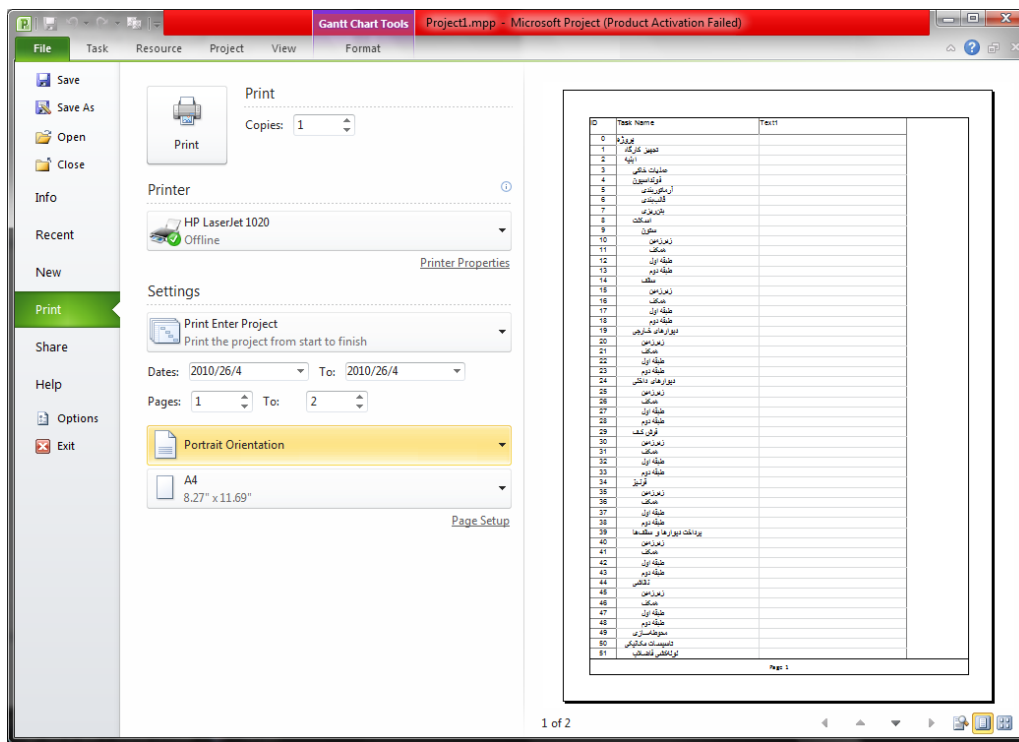 Gantt Chart Tools
Project1.mpp - Microsoft Project (Product Activation Failed)
File Task Resource Project View Format
Save
Save As
Open
Close
Info
Recent
New
Print
Share
Help
Options
Exit
Print
Print
Copies: 1
Printer
HP LaserJet 1020
Offline
Printer Properties
Settings
Print Enter Project
Print the project from start to finish
Dates: 2010/26/4 To: 2010/26/4
Pages: 1 To: 2
Portrait Orientation
A4
8.27" x 11.69"
Page Setup
ID Task Name Text1
0 پروژه
1 تجهیز کارگاه
2 ابنیه
3 عملیات خاکی
4 فونداسیون
5 آرماتوربندی
6 قالب‌بندی
7 بتن‌ریزی
8 اسکلت
9 ستون
10 زیرزمین
11 همکف
12 طبقه اول
13 طبقه دوم
14 سقف
15 زیرزمین
16 همکف
17 طبقه اول
18 طبقه دوم
19 دیوارهای خارجی
20 زیرزمین
21 همکف
22 طبقه اول
23 طبقه دوم
24 دیوارهای داخلی
25 زیرزمین
26 همکف
27 طبقه اول
28 طبقه دوم
29 فرش کف
30 زیرزمین
31 همکف
32 طبقه اول
33 طبقه دوم
34 قرنیز
35 زیرزمین
36 همکف
37 طبقه اول
38 طبقه دوم
39 پرداخت دیوارها و سقف‌ها
40 زیرزمین
41 همکف
42 طبقه اول
43 طبقه دوم
44 نقاشی
45 زیرزمین
46 همکف
47 طبقه اول
48 طبقه دوم
49 محوطه‌سازی
50 تاسیسات مکانیکی
51 لوله‌کشی فاضلاب
Page 1
1 of 2